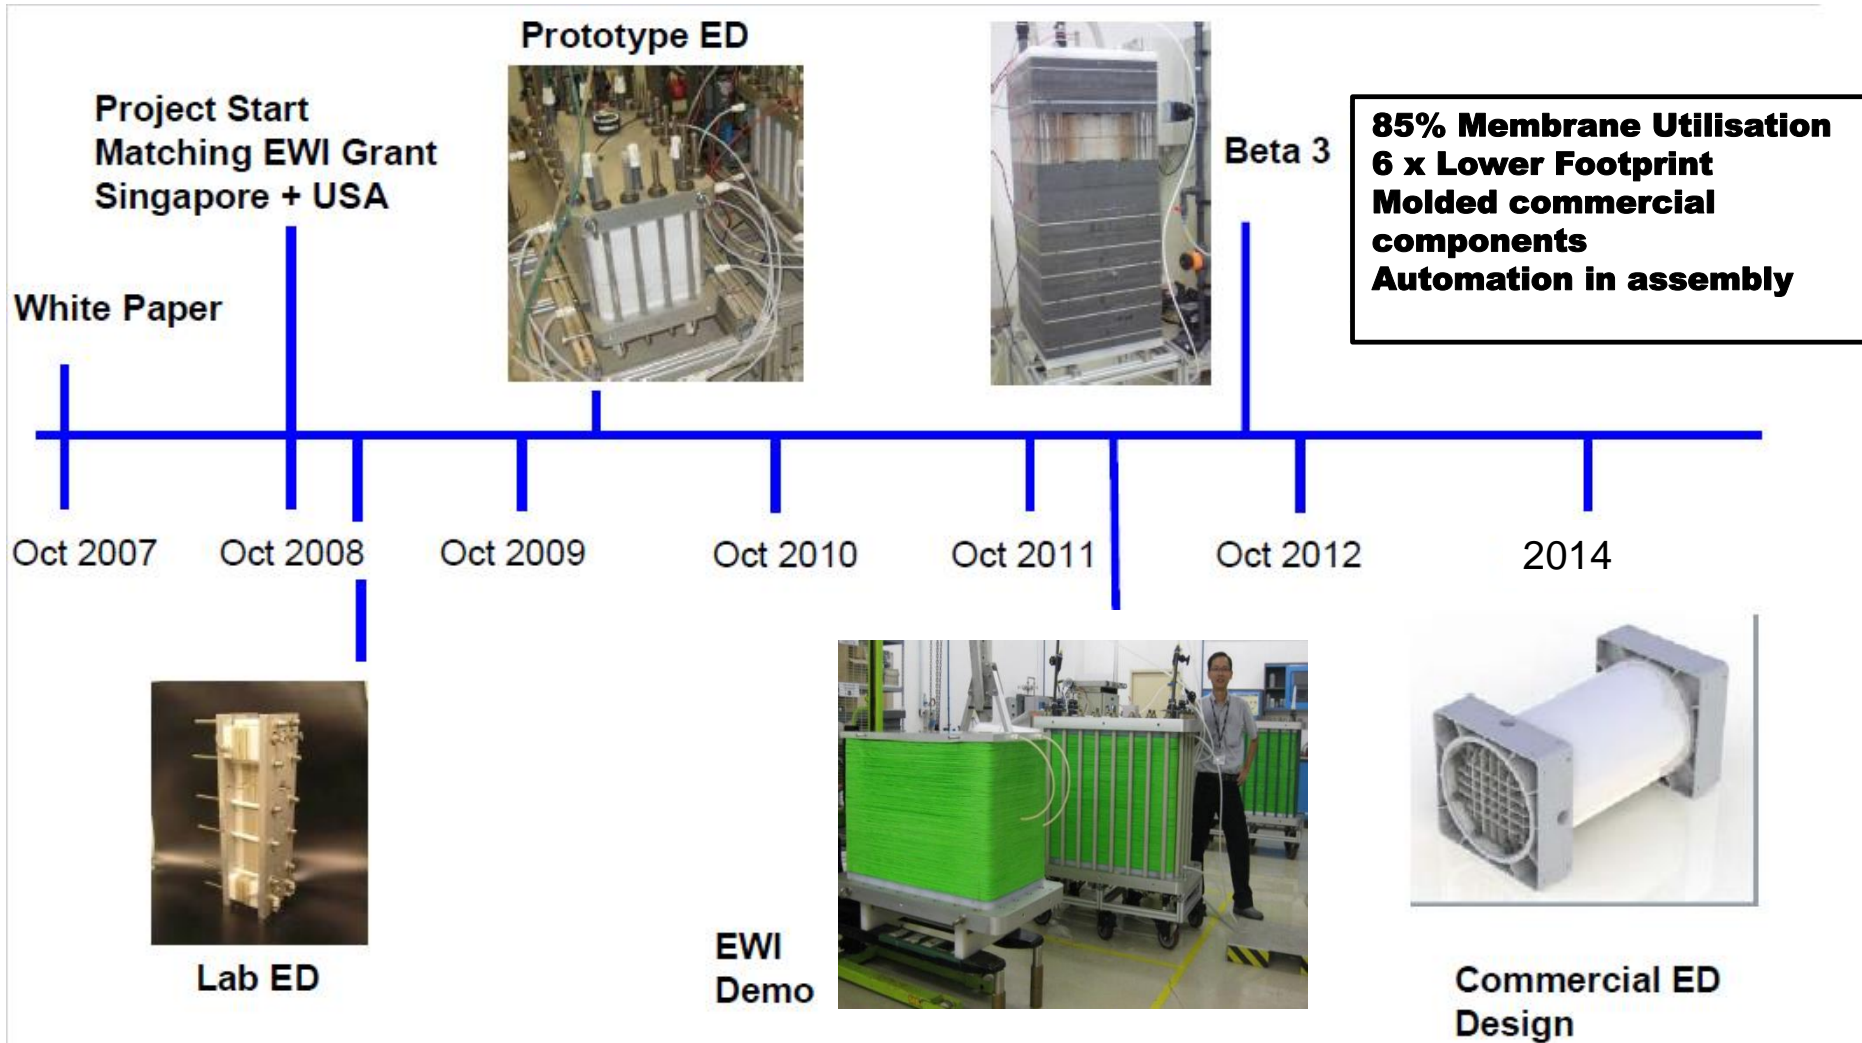 Prototype ED
Project Start
Matching EWI Grant
Singapore + USA
White Paper
Beta 3
85% Membrane Utilisation
6 x Lower Footprint
Molded commercial
components
Automation in assembly
Oct 2007
Oct 2008
Oct 2009
Oct 2010
Oct 2011
Oct 2012
2014
Lab ED
EWI
Demo
Commercial ED
Design